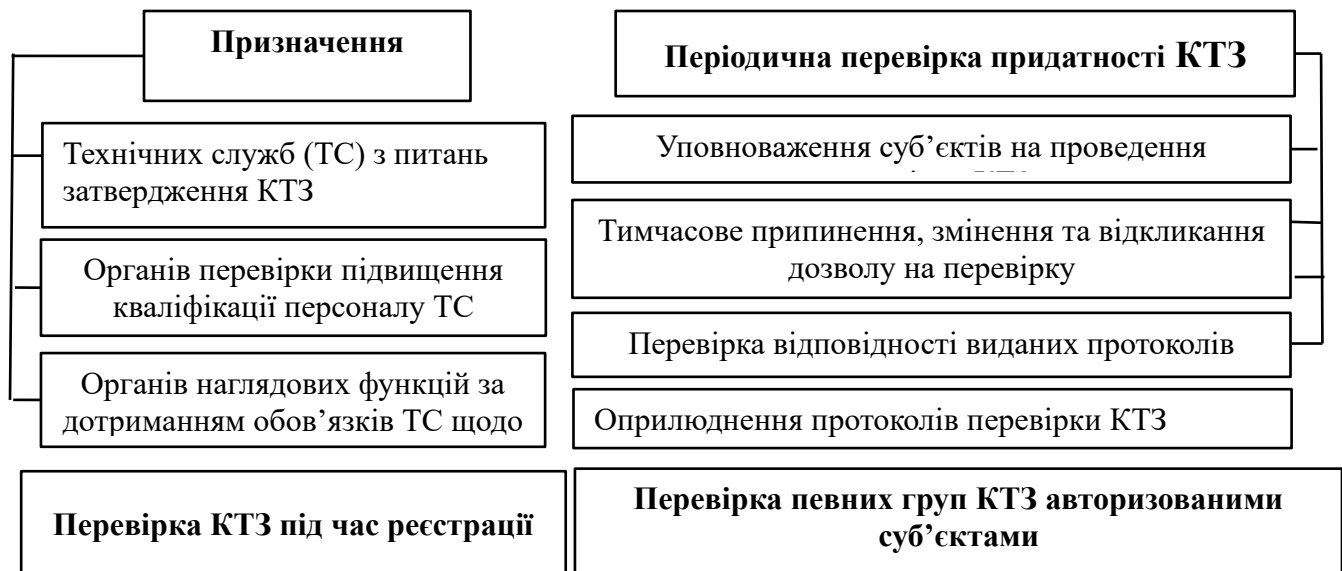 Призначення
Технічних служб (ТС) з питань
затвердження КТЗ
Органів перевірки підвищення
кваліфікації персоналу ТС
Органів наглядових функцій за
дотриманням обов’язків ТС щодо
Періодична перевірка придатності КТЗ
Уповноваження суб’єктів на проведення
Тимчасове припинення, змінення та відкликання
дозволу на перевірку
Перевірка відповідності виданих протоколів
Оприлюднення протоколів перевірки КТЗ
Перевірка КТЗ під час реєстрації
Перевірка певних груп КТЗ авторизованими
суб’єктами